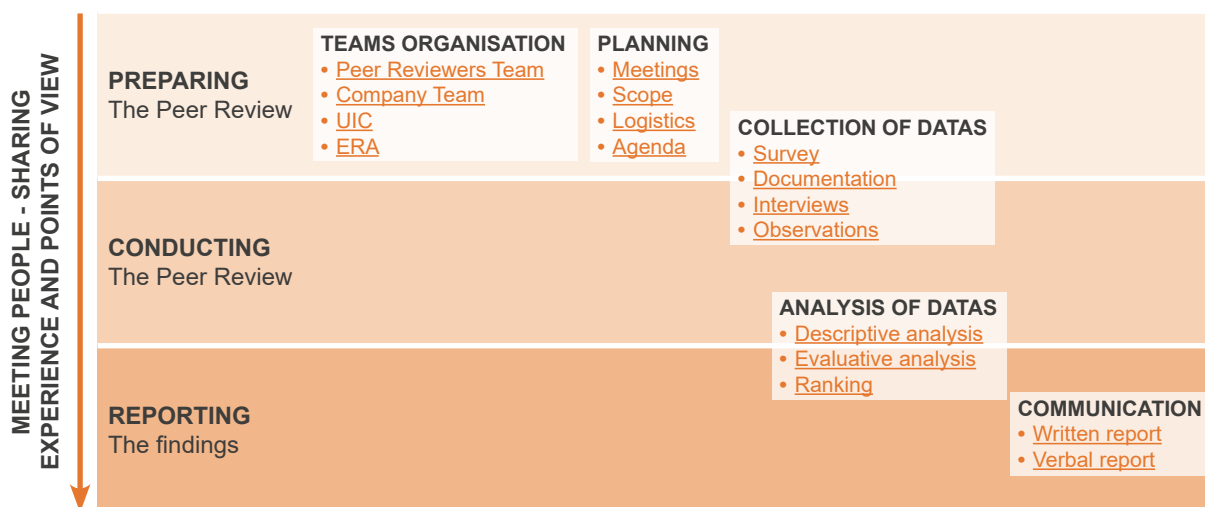 MEETING PEOPLE - SHARING
EXPERIENCE AND POINTS OF VIEW
PREPARING
The Peer Review
TEAMS ORGANISATION
• Peer Reviewers Team
• Company Team
• UIC
• ERA
PLANNING
• Meetings
• Scope
• Logistics
• Agenda
COLLECTION OF DATAS
• Survey
• Documentation
• Interviews
• Observations
CONDUCTING
The Peer Review
ANALYSIS OF DATAS
• Descriptive analysis
• Evaluative analysis
• Ranking
REPORTING
The findings
COMMUNICATION
• Written report
• Verbal report